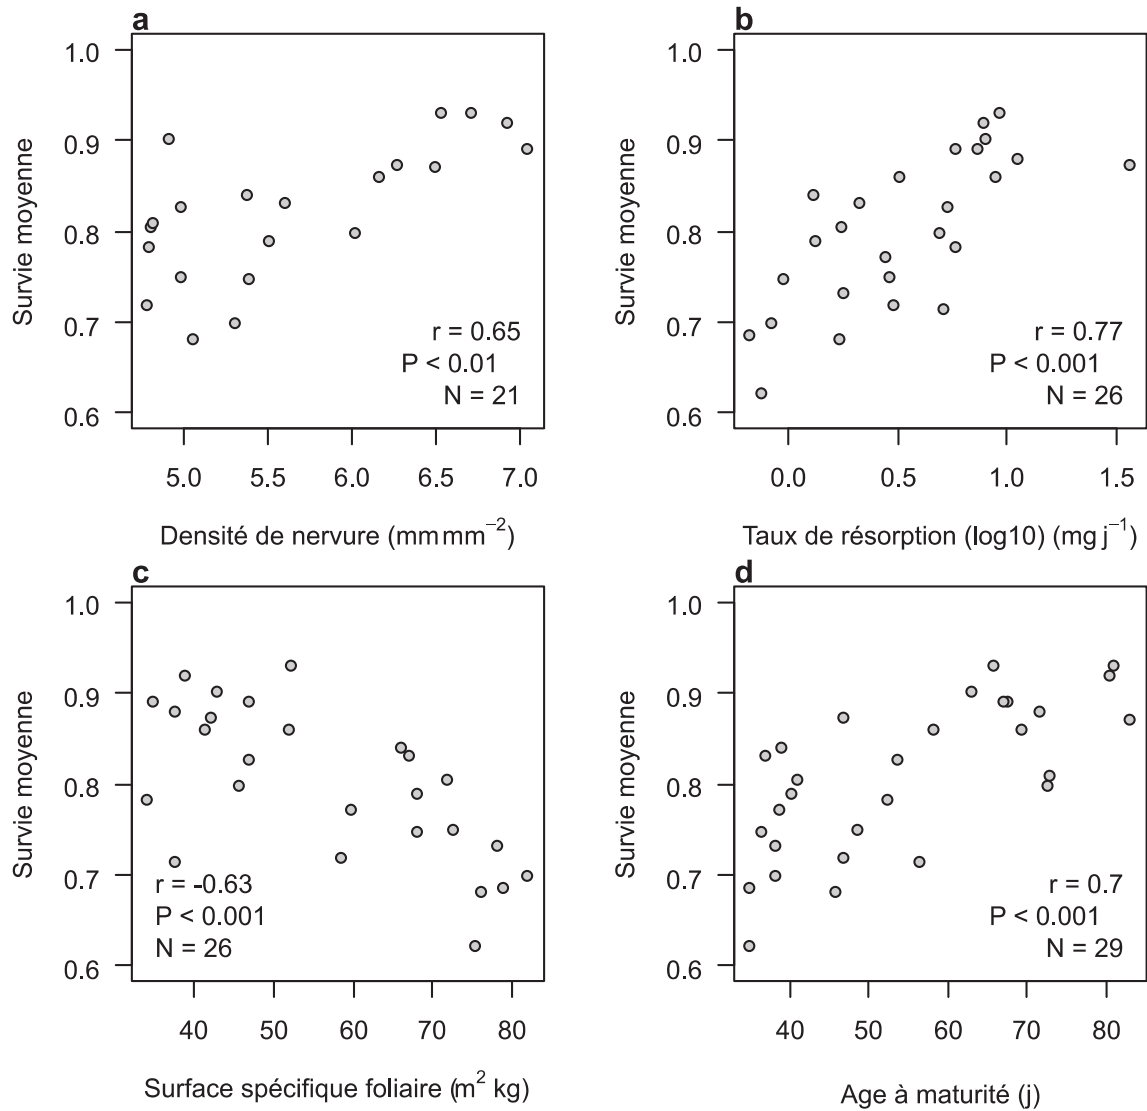 a
1.0
0.9
0.8
0.7
0.6
Survie moyenne
r = 0.65
P < 0.01
N = 21
5.0 5.5 6.0 6.5 7.0
Densité de nervure (mm mm⁻²)
b
1.0
0.9
0.8
0.7
0.6
Survie moyenne
r = 0.77
P < 0.001
N = 26
0.0 0.5 1.0 1.5
Taux de résorption (log10) (mg j⁻¹)
c
1.0
0.9
0.8
0.7
0.6
Survie moyenne
r = -0.63
P < 0.001
N = 26
40 50 60 70 80
Surface spécifique foliaire (m² kg)
d
1.0
0.9
0.8
0.7
0.6
Survie moyenne
r = 0.7
P < 0.001
N = 29
40 50 60 70 80
Age à maturité (j)